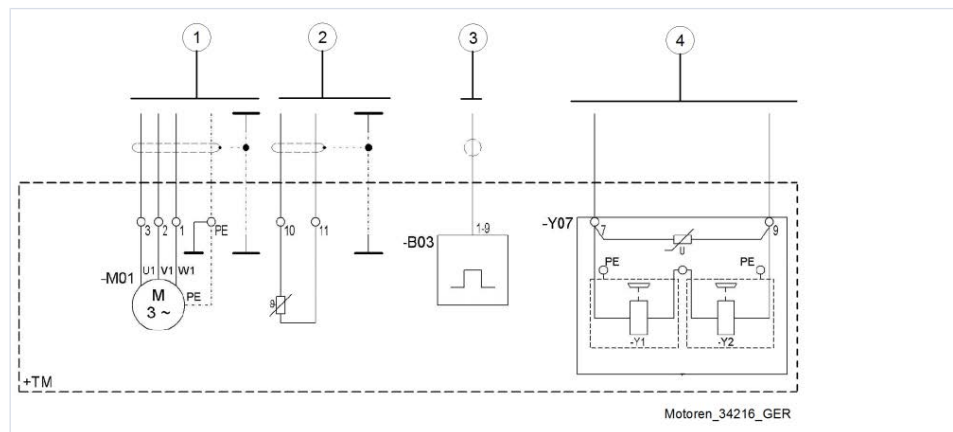 1 2 3 4
3 2 1 PE 10 11 -B03 1-9 -Y07 7 9
U
-M01 U1 V1 W1 PE PE
M
3 ~
PE
ϑ
-Y1 -Y2
+TM
Motoren_34216_GER